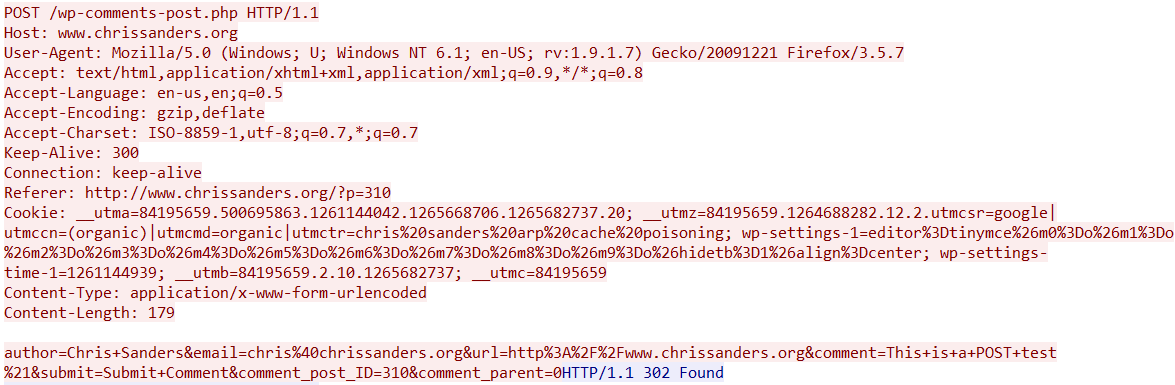 POST /wp-comments-post.php HTTP/1.1
Host: www.chrissanders.org
User-Agent: Mozilla/5.0 (Windows; U; Windows NT 6.1; en-US; rv:1.9.1.7) Gecko/20091221 Firefox/3.5.7
Accept: text/html,application/xhtml+xml,application/xml;q=0.9,*/*;q=0.8
Accept-Language: en-us,en;q=0.5
Accept-Encoding: gzip,deflate
Accept-Charset: ISO-8859-1,utf-8;q=0.7,*;q=0.7
Keep-Alive: 300
Connection: keep-alive
Referer: http://www.chrissanders.org/?p=310
Cookie: __utma=84195659.500695863.1261144042.1265668706.1265682737.20; __utmz=84195659.1264688282.12.2.utmcsr=google|
utmccn=(organic)|utmcmd=organic|utmctr=chris%20sanders%20arp%20cache%20poisoning; wp-settings-1=editor%3Dtinymce%26m0%3Do%26m1%3Do
%26m2%3Do%26m3%3Do%26m4%3Do%26m5%3Do%26m6%3Do%26m7%3Do%26m8%3Do%26m9%3Do%26hidetb%3D1%26align%3Dcenter; wp-settings-
time-1=1261144939; __utmb=84195659.2.10.1265682737; __utmc=84195659
Content-Type: application/x-www-form-urlencoded
Content-Length: 179
author=Chris+Sanders&email=chris%40chrissanders.org&url=http%3A%2F%2Fwww.chrissanders.org&comment=This+is+a+POST+test
%21&submit=Submit+Comment&comment_post_ID=310&comment_parent=0HTTP/1.1 302 Found